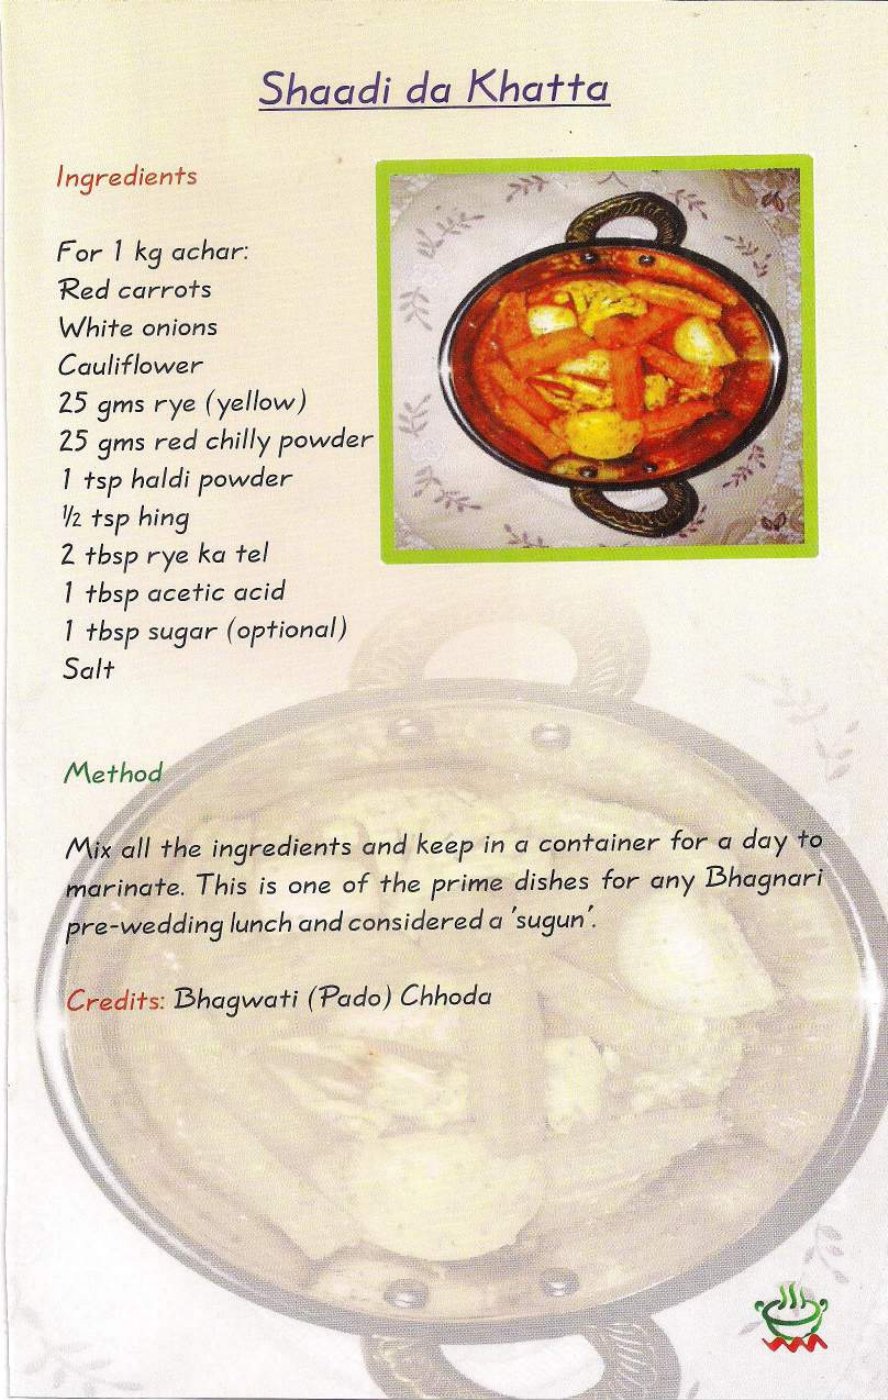 Shaadi da Khatta
Ingredients
For 1 kg achar:
Red carrots
White onions
Cauliflower
25 gms rye (yellow)
25 gms red chilly powder
1 tsp haldi powder
½ tsp hing
2 tbsp rye ka tel
1 tbsp acetic acid
1 tbsp sugar (optional)
Salt
Method
Mix all the ingredients and keep in a container for a day to
marinate. This is one of the prime dishes for any Bhagnari
pre-wedding lunch and considered a 'sugun'.
Credits: Bhagwati (Pado) Chhoda